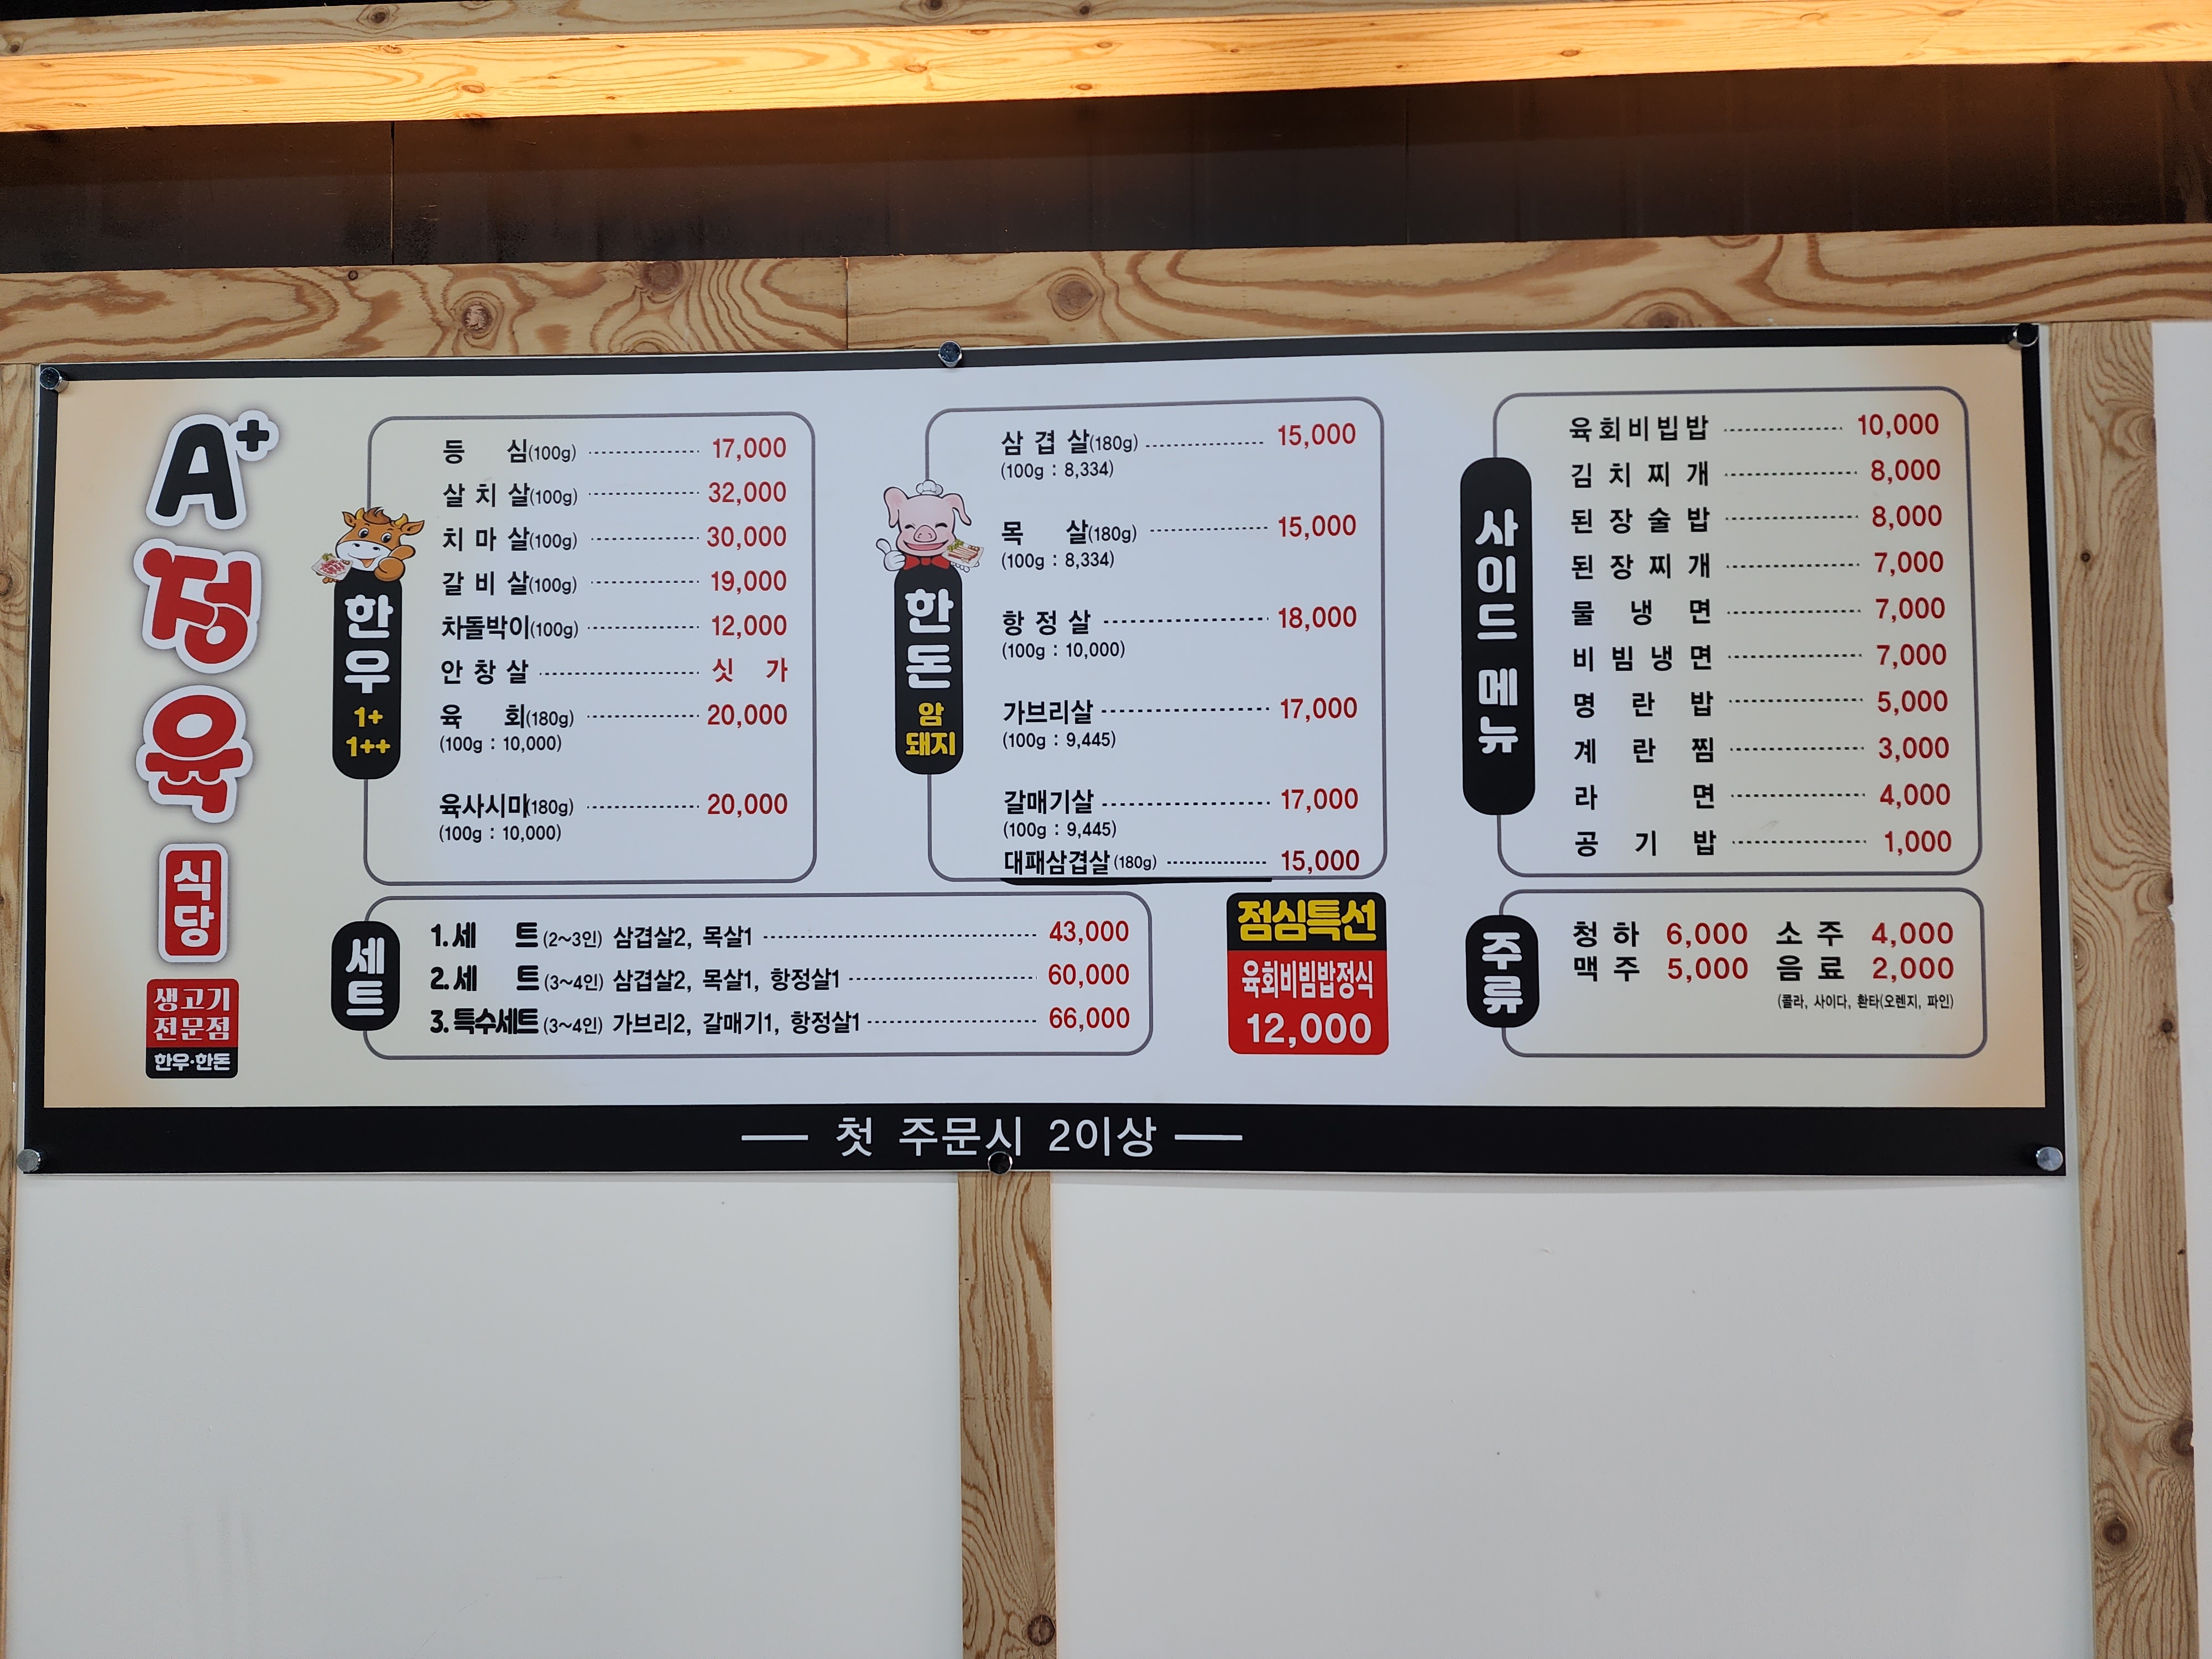 A+
정육
식당
생고기
전문점
한우·한돈
한우
1+
1++
등 심(100g) 17,000
살치살(100g) 32,000
치마살(100g) 30,000
갈비살(100g) 19,000
차돌박이(100g) 12,000
안창살 싯 가
육 회(180g) 20,000
(100g : 10,000)
육사시미(180g) 20,000
(100g : 10,000)
한돈
암
돼지
삼겹살(180g) 15,000
(100g : 8,334)
목 살(180g) 15,000
(100g : 8,334)
항정살 18,000
(100g : 10,000)
가브리살 17,000
(100g : 9,445)
갈매기살 17,000
(100g : 9,445)
대패삼겹살(180g) 15,000
사이드 메뉴
육회비빔밥 10,000
김치찌개 8,000
된장술밥 8,000
된장찌개 7,000
물냉면 7,000
비빔냉면 7,000
명란밥 5,000
계란찜 3,000
라면 4,000
공기밥 1,000
세트
1.세 트(2~3인) 삼겹살2, 목살1 43,000
2.세 트(3~4인) 삼겹살2, 목살1, 항정살1 60,000
3.특수세트(3~4인) 가브리2, 갈매기1, 항정살1 66,000
점심특선
육회비빔밥정식
12,000
주류
청하 6,000 소주 4,000
맥주 5,000 음료 2,000
(콜라, 사이다, 환타(오렌지, 파인)
첫 주문시 2이상